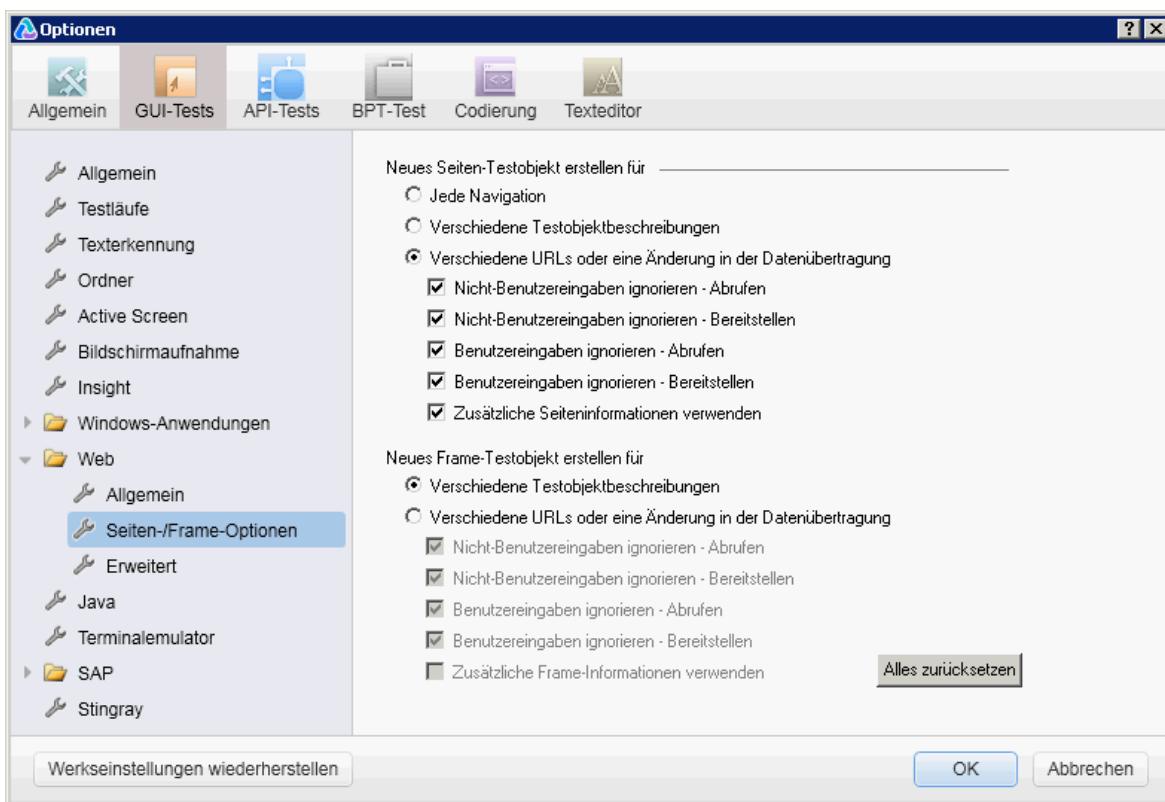 Optionen
Allgemein
GUI-Tests
API-Tests
BPT-Test
Codierung
Texteditor
Allgemein
Testläufe
Texterkennung
Ordner
Active Screen
Bildschirmaufnahme
Insight
Windows-Anwendungen
Web
Allgemein
Seiten-/Frame-Optionen
Erweitert
Java
Terminalemulator
SAP
Stingray
Neues Seiten-Testobjekt erstellen für
Jede Navigation
Verschiedene Testobjektbeschreibungen
Verschiedene URLs oder eine Änderung in der Datenübertragung
Nicht-Benutzereingaben ignorieren - Abrufen
Nicht-Benutzereingaben ignorieren - Bereitstellen
Benutzereingaben ignorieren - Abrufen
Benutzereingaben ignorieren - Bereitstellen
Zusätzliche Seiteninformationen verwenden
Neues Frame-Testobjekt erstellen für
Verschiedene Testobjektbeschreibungen
Verschiedene URLs oder eine Änderung in der Datenübertragung
Nicht-Benutzereingaben ignorieren - Abrufen
Nicht-Benutzereingaben ignorieren - Bereitstellen
Benutzereingaben ignorieren - Abrufen
Benutzereingaben ignorieren - Bereitstellen
Zusätzliche Frame-Informationen verwenden
Alles zurücksetzen
Werkseinstellungen wiederherstellen
OK
Abbrechen